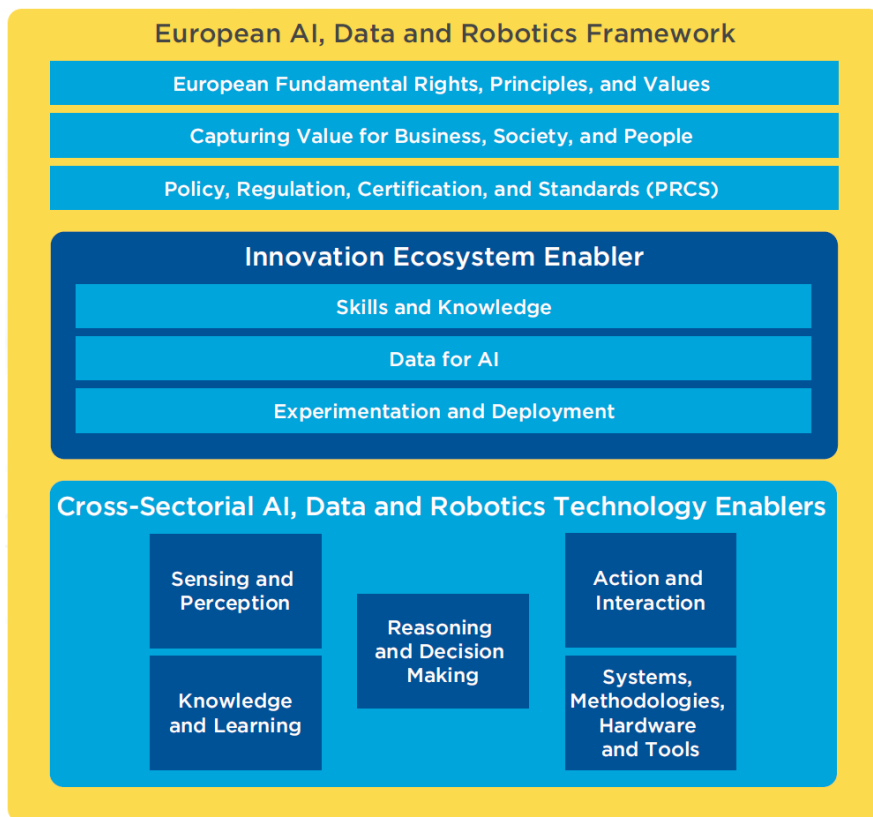 European AI, Data and Robotics Framework
European Fundamental Rights, Principles, and Values
Capturing Value for Business, Society, and People
Policy, Regulation, Certification, and Standards (PRCS)
Innovation Ecosystem Enabler
Skills and Knowledge
Data for AI
Experimentation and Deployment
Cross-Sectorial AI, Data and Robotics Technology Enablers
Sensing and
Perception
Knowledge
and Learning
Reasoning
and Decision
Making
Action and
Interaction
Systems,
Methodologies,
Hardware
and Tools